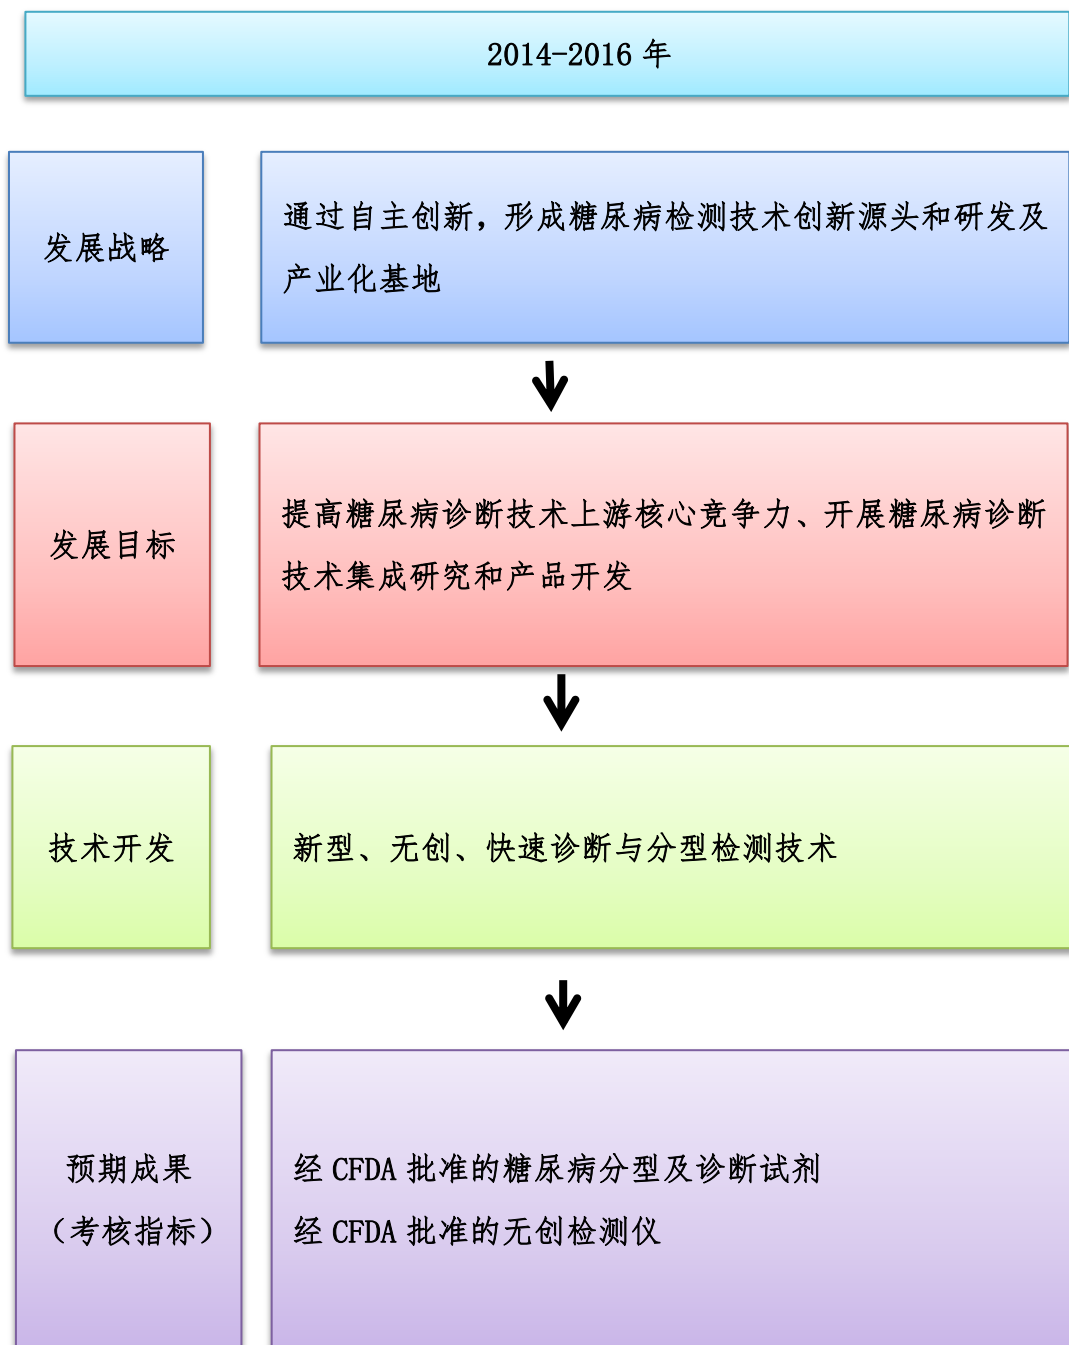 2014-2016 年
发展战略
通过自主创新，形成糖尿病检测技术创新源头和研发及
产业化基地
发展目标
提高糖尿病诊断技术上游核心竞争力、开展糖尿病诊断
技术集成研究和产品开发
技术开发
新型、无创、快速诊断与分型检测技术
预期成果
（考核指标）
经 CFDA 批准的糖尿病分型及诊断试剂
经 CFDA 批准的无创检测仪